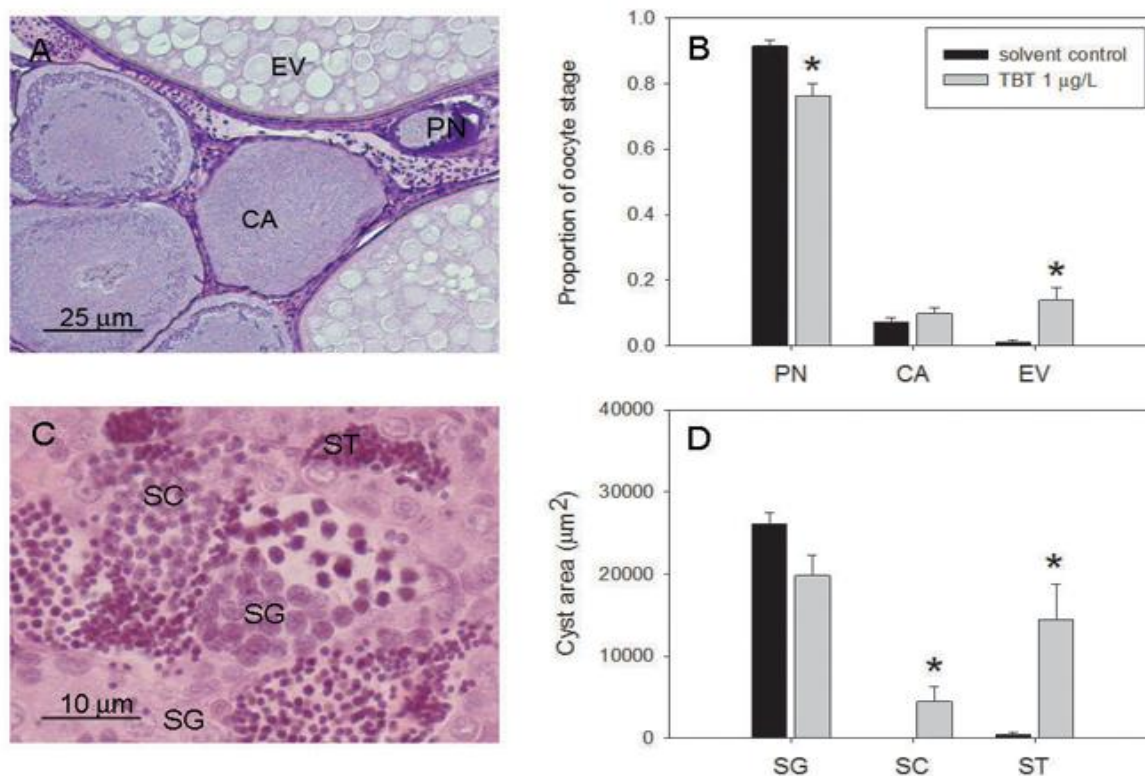 A
EV
PN
CA
25 μm
B
Proportion of oocyte stage
1.0
0.8
0.6
0.4
0.2
0.0
solvent control
TBT 1 μg/L
*
*
PN CA EV
C
ST
SC
SG
10 μm
SG
D
Cyst area (μm²)
40000
30000
20000
10000
0
*
*
SG SC ST